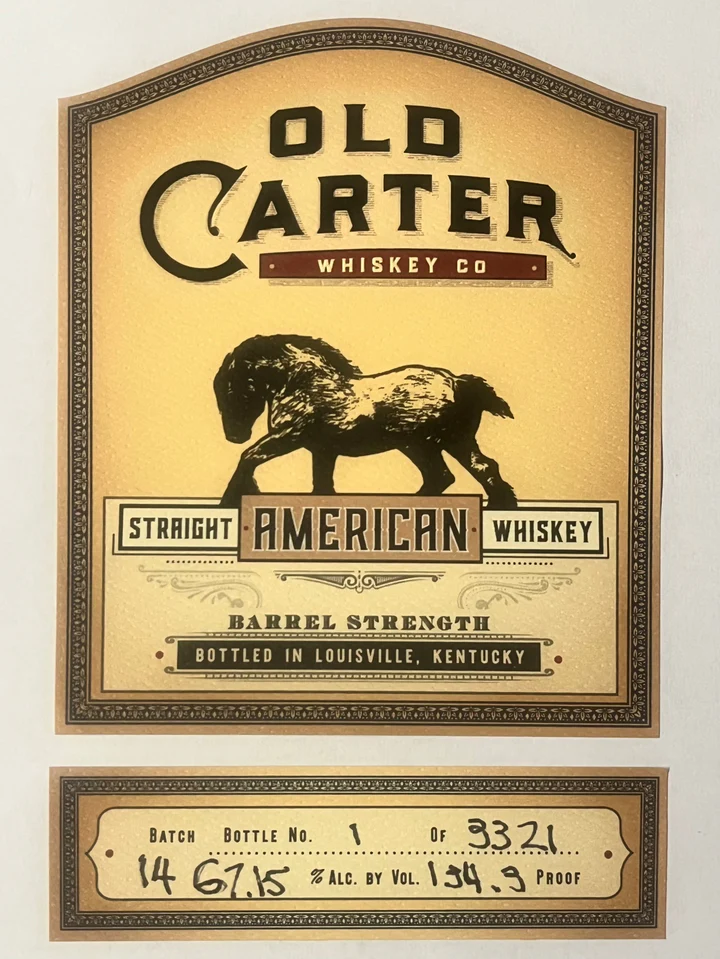 OLD
CARTER
WHISKEY CO
STRAIGHT AMERICAN WHISKEY
BARREL STRENGTH
BOTTLED IN LOUISVILLE, KENTUCKY
BATCH BOTTLE NO. 1 OF 3321
14 67.15 % ALC. BY VOL. 134.3 PROOF